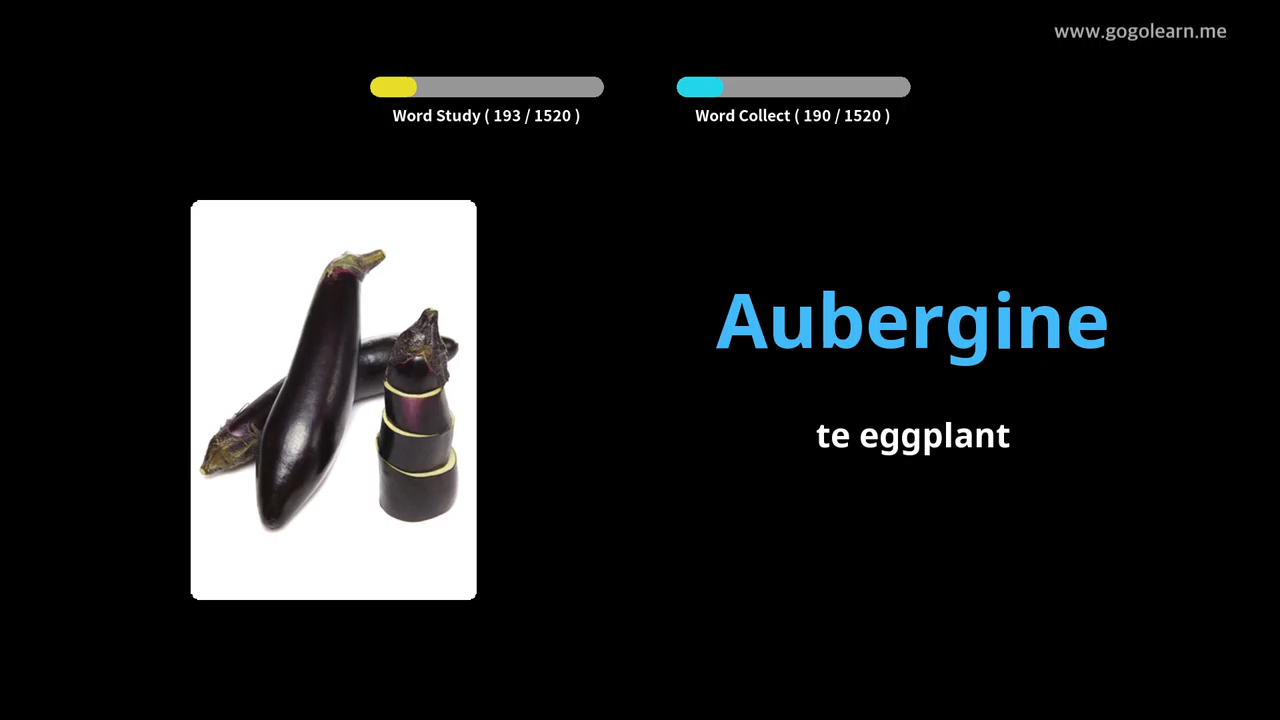 www.gogolearn.me
Word Study ( 193 / 1520 )
Word Collect ( 190 / 1520 )
Aubergine
te eggplant